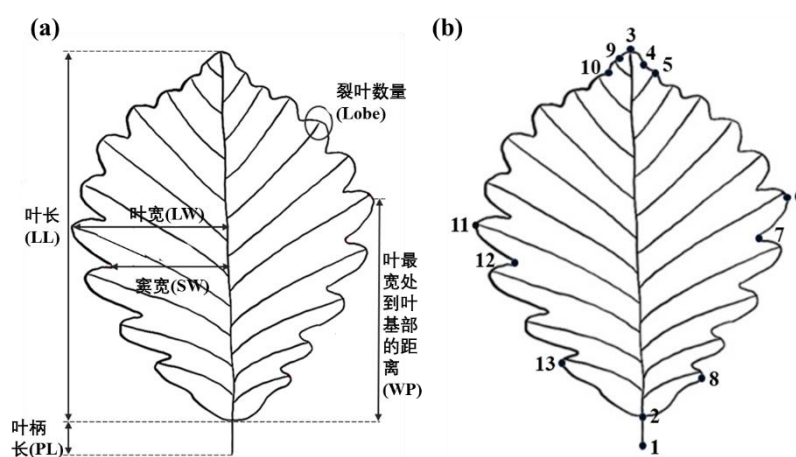 (a)
裂叶数量
(Lobe)
叶长
(LL)
叶宽(LW)
窦宽(SW)
叶最
宽处
到叶
基部
的距
离
(WP)
叶柄
长(PL)
(b)
3
9
4
10
5
11
7
12
13
8
2
1